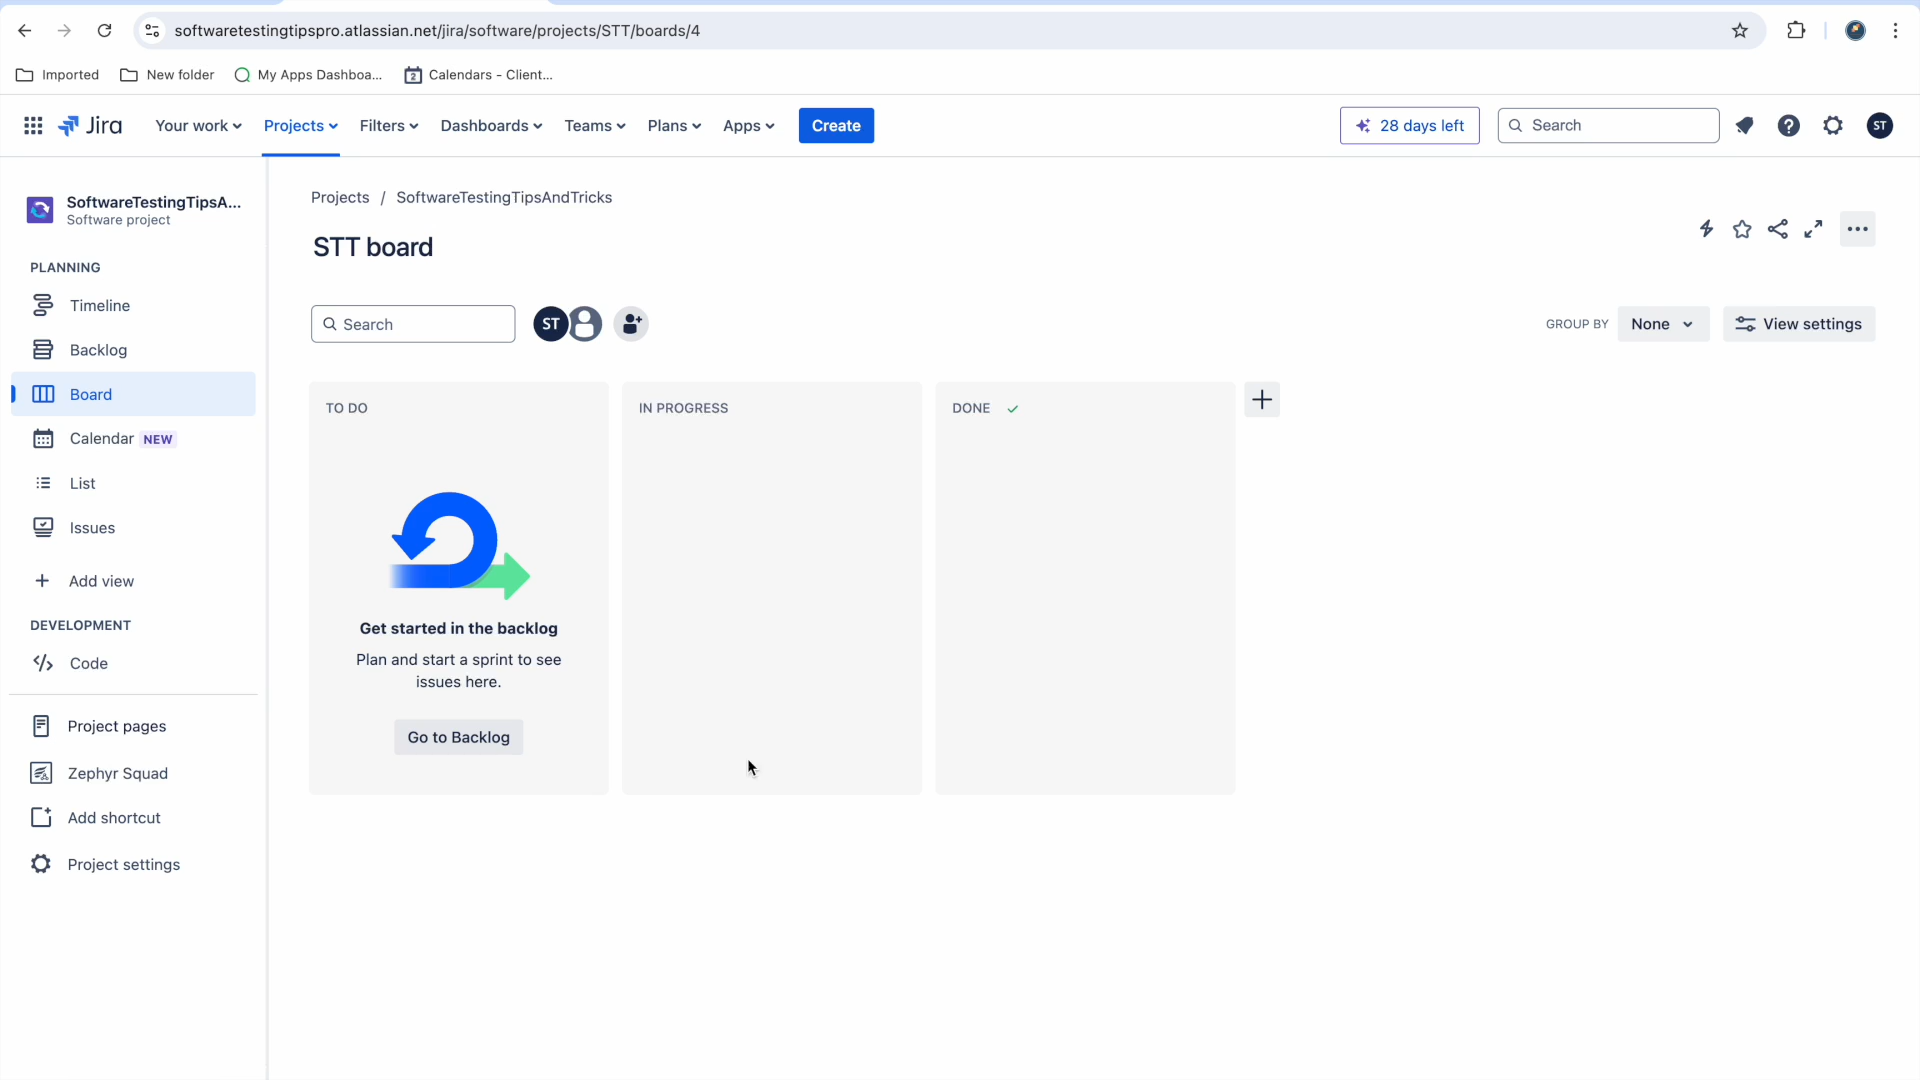 softwaretestingtipspro.atlassian.net/jira/software/projects/STT/boards/4
Imported
New folder
My Apps Dashboa...
2
Calendars - Client...
Jira
Your work
Projects
Filters
Dashboards
Teams
Plans
Apps
Create
28 days left
Search
?
ST
SoftwareTestingTipsA...
Software project
PLANNING
Timeline
Backlog
Board
Calendar NEW
List
Issues
Add view
DEVELOPMENT
Code
Project pages
Zephyr Squad
Add shortcut
Project settings
Projects / SoftwareTestingTipsAndTricks
STT board
Search
ST
GROUP BY
None
View settings
TO DO
IN PROGRESS
DONE
Get started in the backlog
Plan and start a sprint to see
issues here.
Go to Backlog